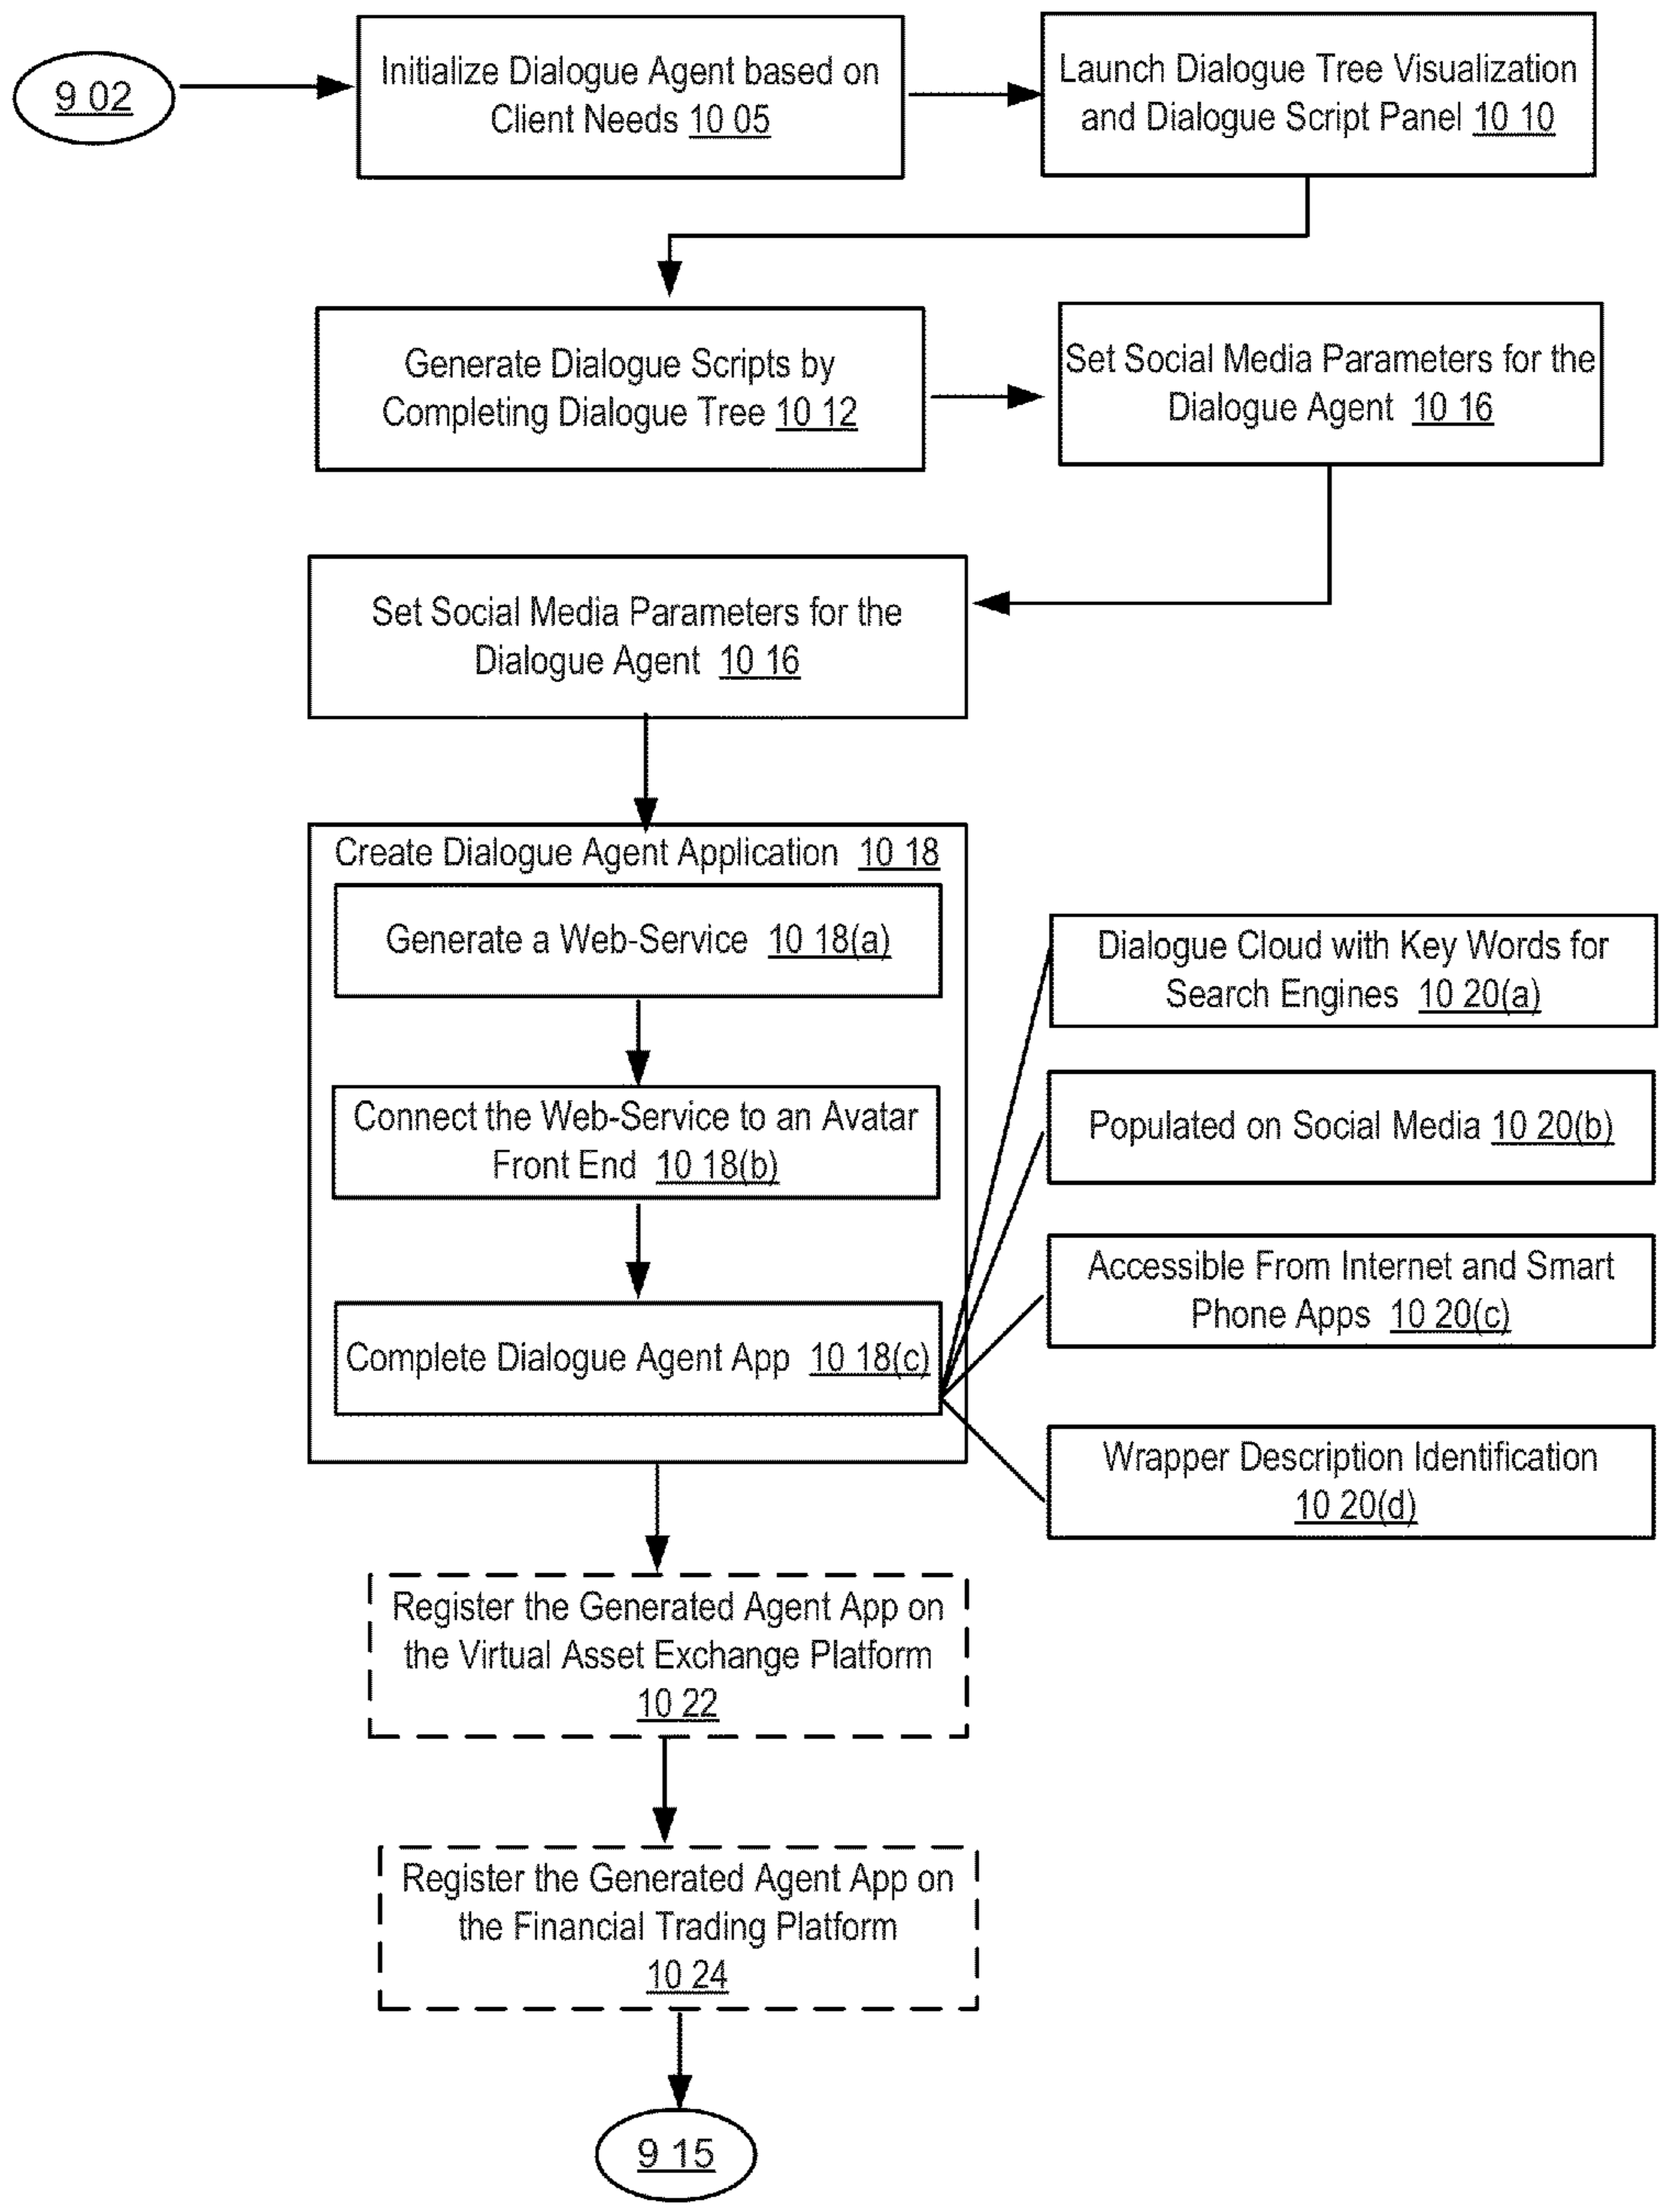 9 02
Initialize Dialogue Agent based on
Client Needs 10 05
Launch Dialogue Tree Visualization
and Dialogue Script Panel 10 10
Generate Dialogue Scripts by
Completing Dialogue Tree 10 12
Set Social Media Parameters for the
Dialogue Agent 10 16
Set Social Media Parameters for the
Dialogue Agent 10 16
Create Dialogue Agent Application 10 18
Generate a Web-Service 10 18(a)
Connect the Web-Service to an Avatar
Front End 10 18(b)
Complete Dialogue Agent App 10 18(c)
Dialogue Cloud with Key Words for
Search Engines 10 20(a)
Populated on Social Media 10 20(b)
Accessible From Internet and Smart
Phone Apps 10 20(c)
Wrapper Description Identification
10 20(d)
Register the Generated Agent App on
the Virtual Asset Exchange Platform
10 22
Register the Generated Agent App on
the Financial Trading Platform
10 24
9 15